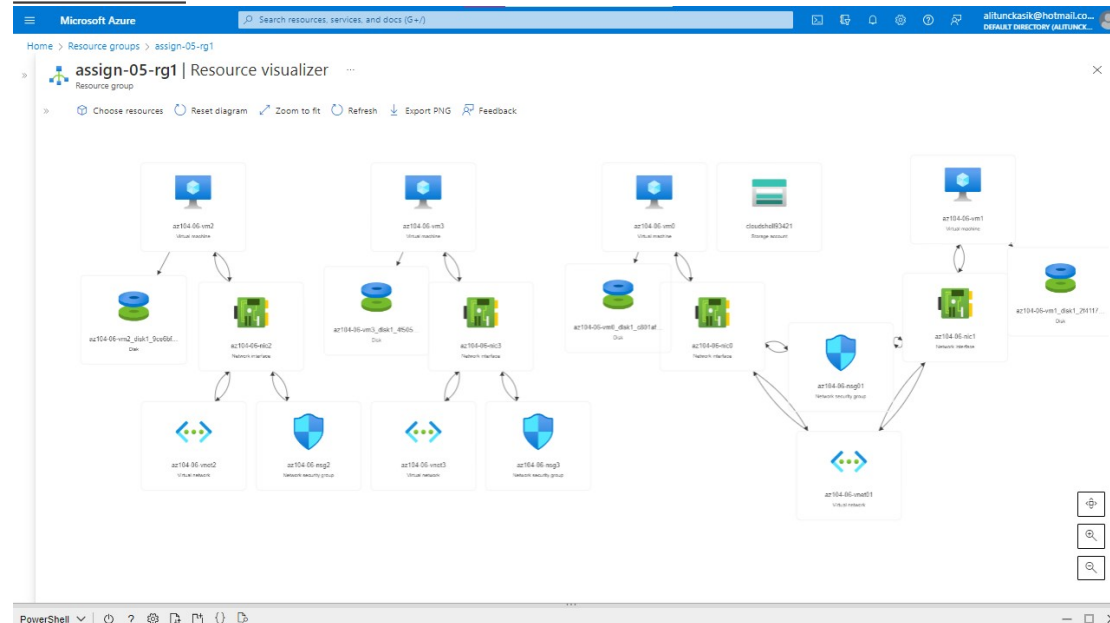 Microsoft Azure
Search resources, services, and docs (G+/)
alitunckasik@hotmail.co...
DEFAULT DIRECTORY (ALITUNCK...
Home > Resource groups > assign-05-rg1
assign-05-rg1 | Resource visualizer ...
Resource group
Choose resources Reset diagram Zoom to fit Refresh Export PNG Feedback
az104-06-vm2
Virtual machine
az104-06-vm3
Virtual machine
az104-06-vm0
Virtual machine
cloudshell93421
Storage account
az104-06-vm1
Virtual machine
Disk
az104-06-nic2
Network interface
az104-06-vm3_disk1_4f505...
Disk
az104-06-nic3
Network interface
az104-06-vm0_disk1_c801af...
Disk
az104-06-nic0
Network interface
az104-06-nsg01
Network security group
az104-06-nic1
Network interface
Disk
az104-06-vnet2
Virtual network
az104-06-nsg2
Network security group
az104-06-vnet3
Virtual network
az104-06-nsg3
Network security group
az104-06-vnet01
Virtual network
PowerShell